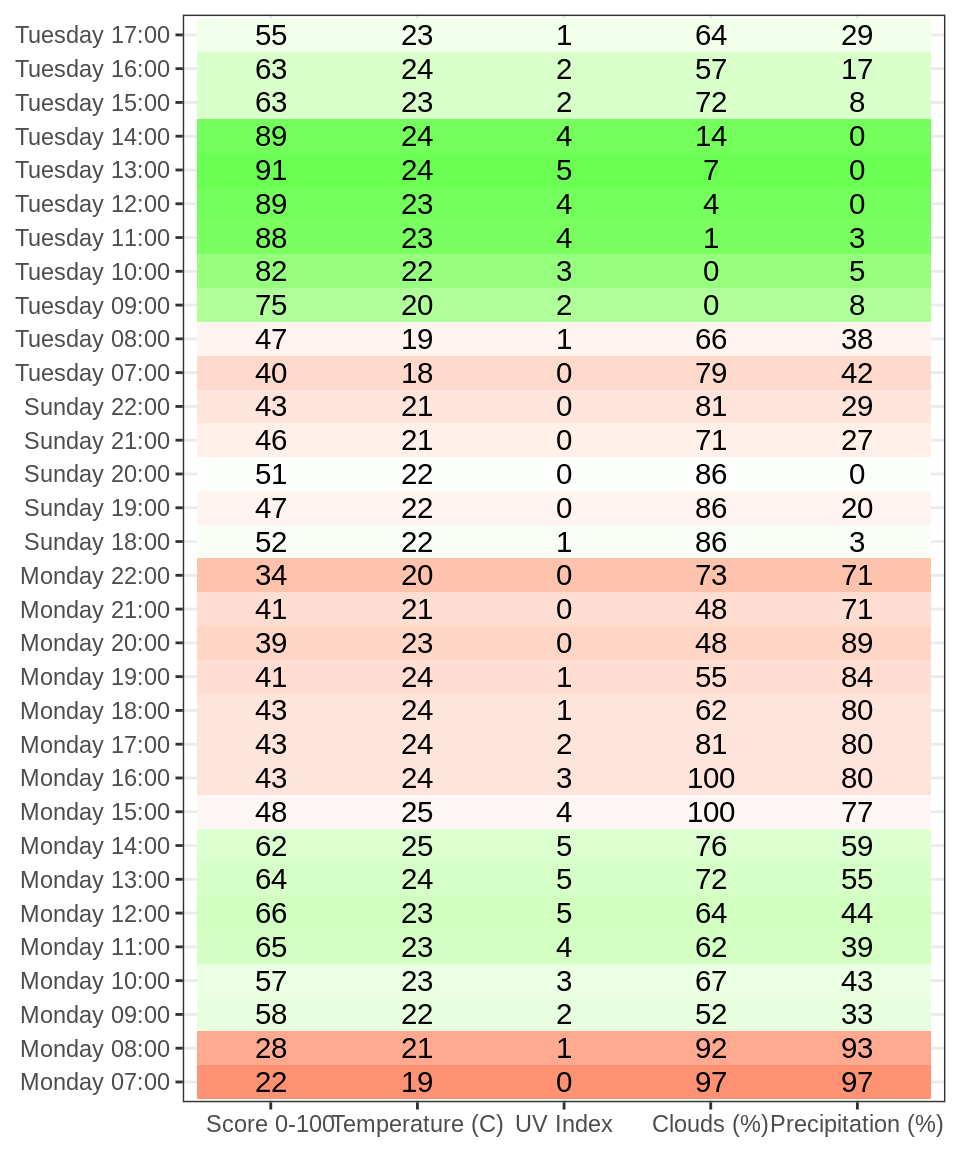 Tuesday 17:00 55 23 1 64 29
Tuesday 16:00 63 24 2 57 17
Tuesday 15:00 63 23 2 72 8
Tuesday 14:00 89 24 4 14 0
Tuesday 13:00 91 24 5 7 0
Tuesday 12:00 89 23 4 4 0
Tuesday 11:00 88 23 4 1 3
Tuesday 10:00 82 22 3 0 5
Tuesday 09:00 75 20 2 0 8
Tuesday 08:00 47 19 1 66 38
Tuesday 07:00 40 18 0 79 42
Sunday 22:00 43 21 0 81 29
Sunday 21:00 46 21 0 71 27
Sunday 20:00 51 22 0 86 0
Sunday 19:00 47 22 0 86 20
Sunday 18:00 52 22 1 86 3
Monday 22:00 34 20 0 73 71
Monday 21:00 41 21 0 48 71
Monday 20:00 39 23 0 48 89
Monday 19:00 41 24 1 55 84
Monday 18:00 43 24 1 62 80
Monday 17:00 43 24 2 81 80
Monday 16:00 43 24 3 100 80
Monday 15:00 48 25 4 100 77
Monday 14:00 62 25 5 76 59
Monday 13:00 64 24 5 72 55
Monday 12:00 66 23 5 64 44
Monday 11:00 65 23 4 62 39
Monday 10:00 57 23 3 67 43
Monday 09:00 58 22 2 52 33
Monday 08:00 28 21 1 92 93
Monday 07:00 22 19 0 97 97
Score 0-100 Temperature (C) UV Index Clouds (%) Precipitation (%)